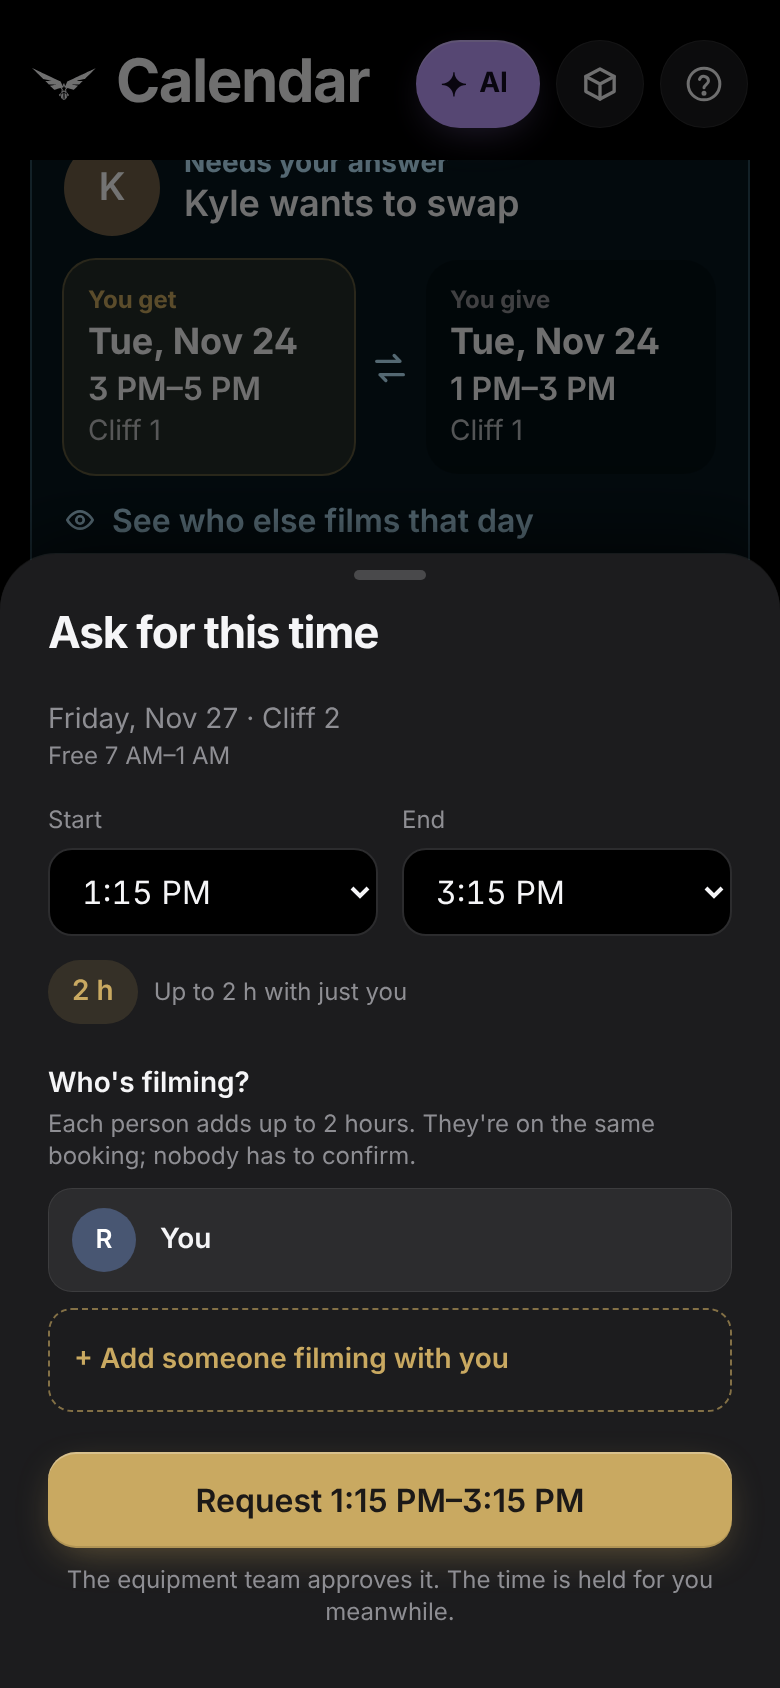 Calendar
AI
Needs your answer
K
Kyle wants to swap
You get
Tue, Nov 24
3 PM–5 PM
Cliff 1
You give
Tue, Nov 24
1 PM–3 PM
Cliff 1
See who else films that day
Ask for this time
Friday, Nov 27 · Cliff 2
Free 7 AM–1 AM
Start
End
1:15 PM
3:15 PM
2 h
Up to 2 h with just you
Who's filming?
Each person adds up to 2 hours. They're on the same
booking; nobody has to confirm.
R
You
+ Add someone filming with you
Request 1:15 PM–3:15 PM
The equipment team approves it. The time is held for you
meanwhile.